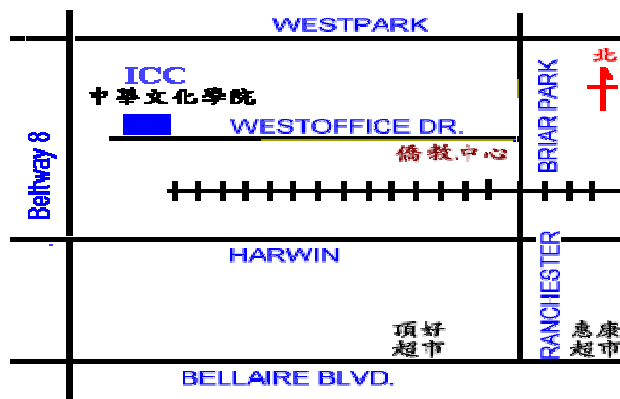 WESTPARK
北
ICC
中華文化學院
WESTOFFICE DR.
僑教中心
BRIAR PARK
Beltway 8
HARWIN
RANCHESTER
頂好
超市
惠康
超市
BELLAIRE BLVD.